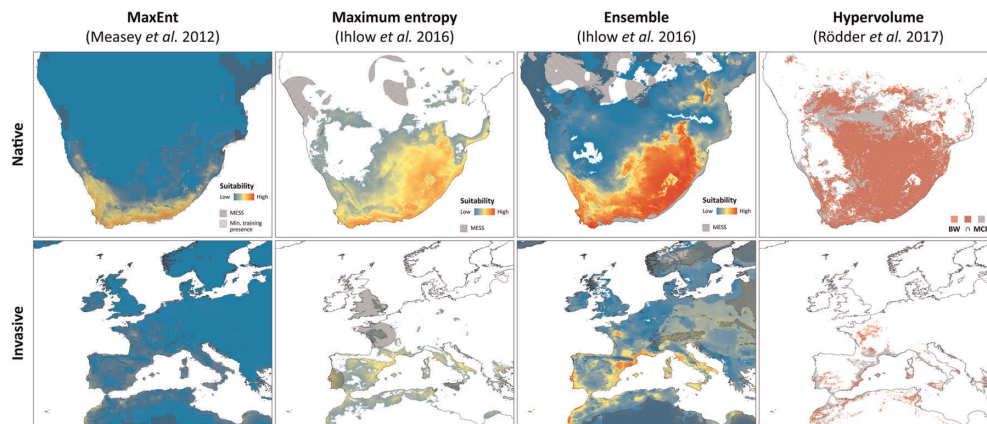 MaxEnt
(Measey et al. 2012)
Maximum entropy
(Ihlow et al. 2016)
Ensemble
(Ihlow et al. 2016)
Hypervolume
(Rödder et al. 2017)
Native
Suitability
Low High
MESS
Min. training
presence
Suitability
Low High
MESS
Suitability
Low High
MESS
BW ∩ MCP
Invasive